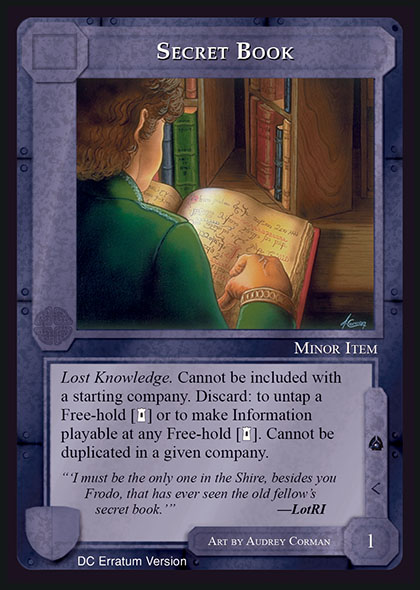 SECRET BOOK
MINOR ITEM
Lost Knowledge. Cannot be included with
a starting company. Discard: to untap a
Free-hold [] or to make Information
playable at any Free-hold []. Cannot be
duplicated in a given company.
“‘I must be the only one in the Shire, besides you
Frodo, that has ever seen the old fellow’s
secret book.’” —LotRI
ART BY AUDREY CORMAN 1
DC Erratum Version